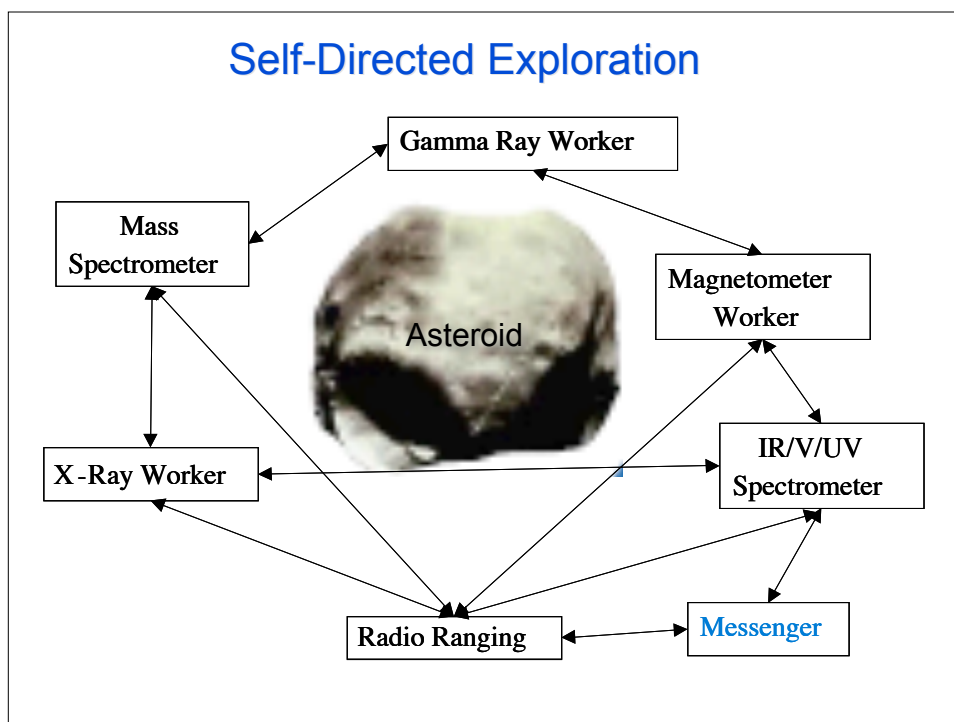 Self-Directed Exploration
Gamma Ray Worker
Mass
Spectrometer
Magnetometer
Worker
Asteroid
X-Ray Worker
IR/V/UV
Spectrometer
Radio Ranging
Messenger